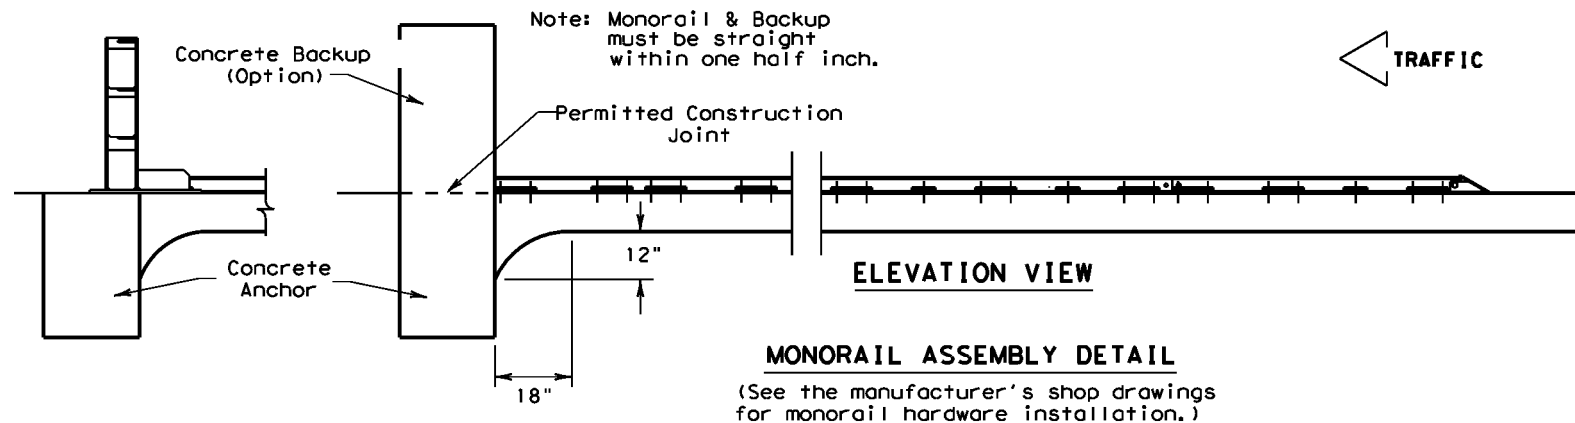 Note: Monorail & Backup
must be straight
within one half inch.
Concrete Backup
(Option)
TRAFFIC
Permitted Construction
Joint
12"
Concrete
Anchor
ELEVATION VIEW
MONORAIL ASSEMBLY DETAIL
18"
(See the manufacturer's shop drawings
for monorail hardware installation.)